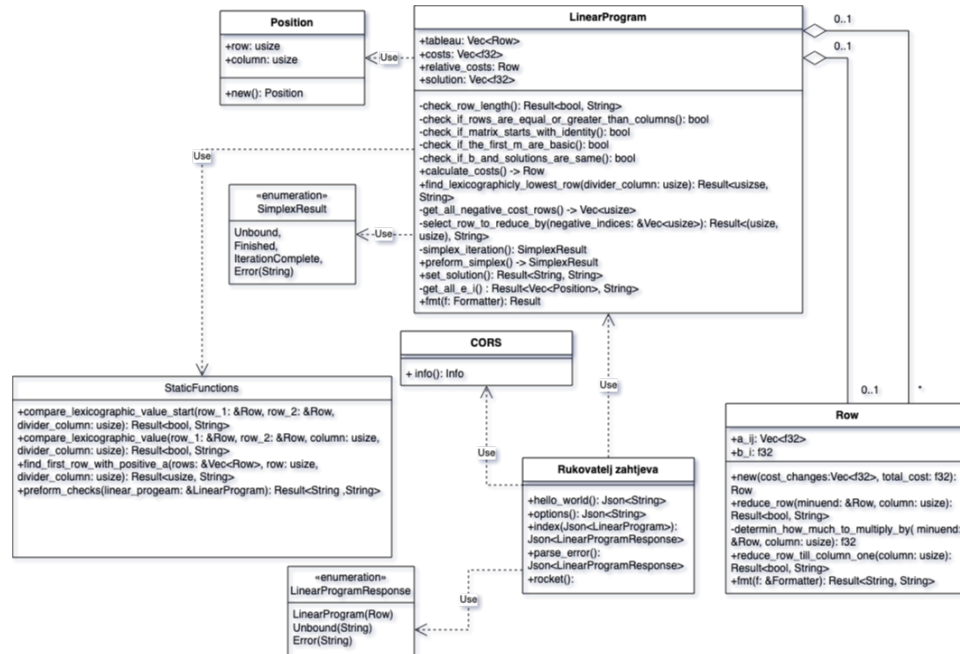 Position
+row: usize
+column: usize
+new(): Position
Use
LinearProgram
+tableau: Vec<Row>
+costs: Vec<f32>
+relative_costs: Row
+solution: Vec<f32>
-check_row_length(): Result<bool, String>
-check_if_rows_are_equal_or_greater_than_columns(): bool
-check_if_matrix_starts_with_identity(): bool
-check_if_the_first_m_are_basic(): bool
-check_if_b_and_solutions_are_same(): bool
+calculate_costs() -> Row
+find_lexicographicly_lowest_row(divider_column: usize): Result<usizse,
String>
-get_all_negative_cost_rows() -> Vec<usize>
-select_row_to_reduce_by(negative_indices: &Vec<usize>): Result<(usize,
usize), String>
-simplex_iteration(): SimplexResult
+preform_simplex() -> SimplexResult
+set_solution(): Result<String, String>
-get_all_e_i() : Result<Vec<Position>, String>
+fmt(f: Formatter): Result
0..1
0..1
Use
«enumeration»
SimplexResult
Unbound,
Finished,
IterationComplete,
Error(String)
Use
CORS
+ info(): Info
Use
Use
StaticFunctions
+compare_lexicographic_value_start(row_1: &Row, row_2: &Row,
divider_column: usize): Result<bool, String>
+compare_lexicographic_value(row_1: &Row, row_2: &Row, column: usize,
divider_column: usize): Result<bool, String>
+find_first_row_with_positive_a(rows: &Vec<Row>, row: usize,
divider_column: usize): Result<usize, String>
+preform_checks(linear_progeam: &LinearProgram): Result<String ,String>
0..1
*
Row
+a_ij: Vec<f32>
+b_i: f32
+new(cost_changes:Vec<f32>, total_cost: f32):
Row
+reduce_row(minuend: &Row, column: usize):
Result<bool, String>
-determin_how_much_to_multiply_by( minuend:
&Row, column: usize): f32
+reduce_row_till_column_one(column: usize):
Result<bool, String>
+fmt(f: &Formatter): Result<String, String>
Rukovatelj zahtjeva
+hello_world(): Json<String>
+options(): Json<String>
+index(Json<LinearProgram>):
Json<LinearProgramResponse>
+parse_error():
Json<LinearProgramResponse>
+rocket():
Use
«enumeration»
LinearProgramResponse
LinearProgram(Row)
Unbound(String)
Error(String)